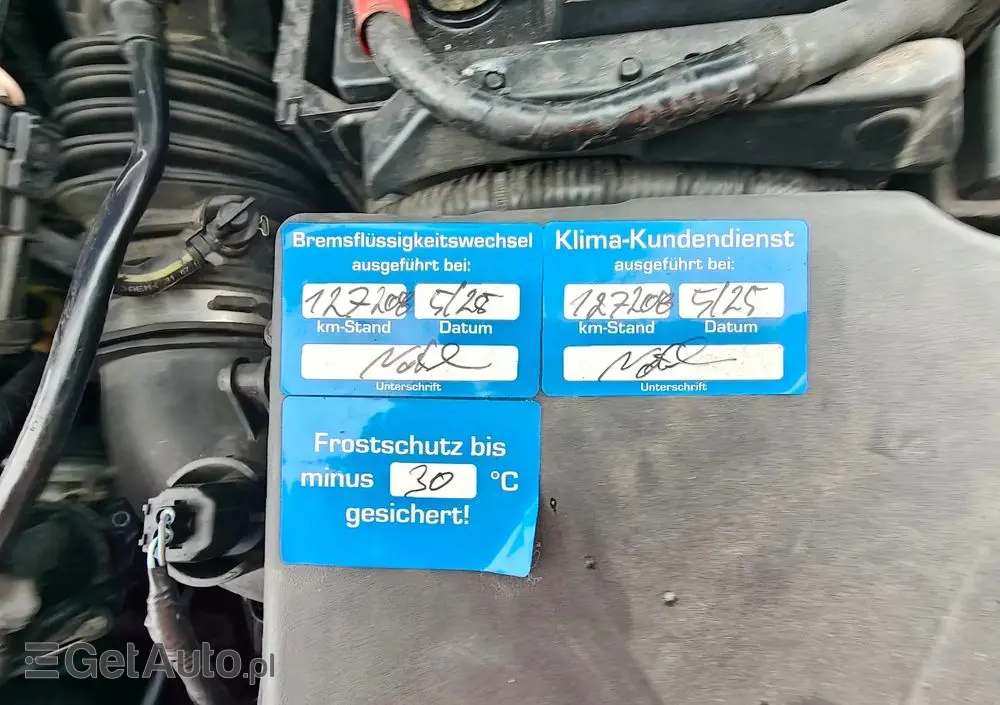 Bremsflüssigkeitswechsel
ausgeführt bei:
127208 5/25
km-Stand Datum
Unterschrift
Klima-Kundendienst
ausgeführt bei:
127208 5/25
km-Stand Datum
Unterschrift
Frostschutz bis
minus 30 °C
gesichert!
GetAuto.pl